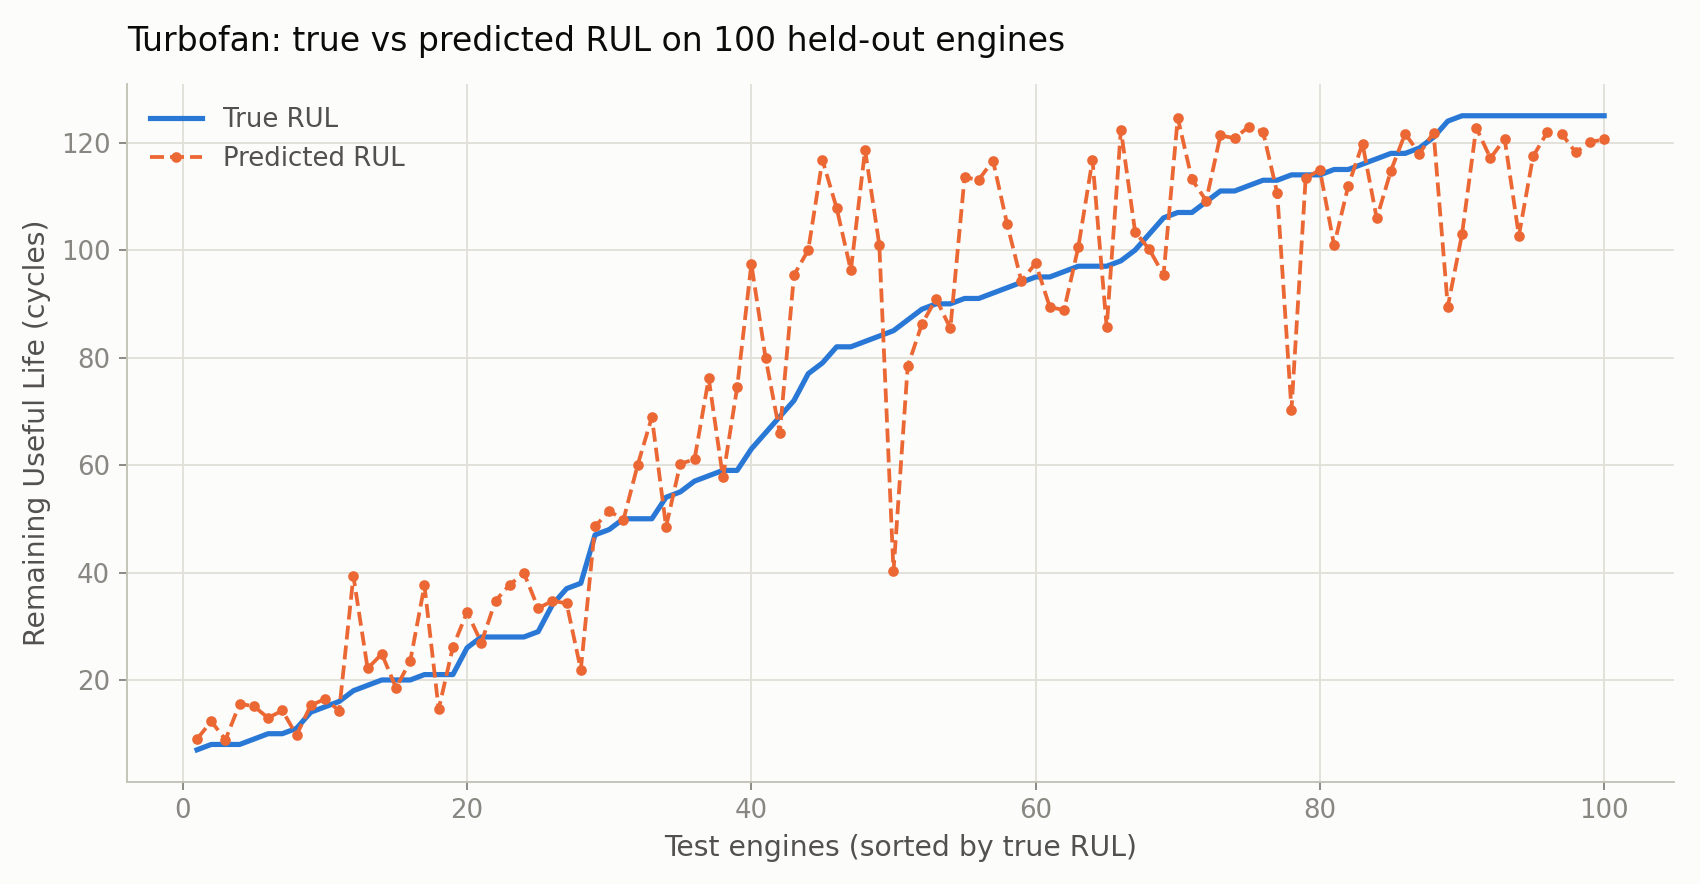 Turbofan: true vs predicted RUL on 100 held-out engines
True RUL
Predicted RUL
Remaining Useful Life (cycles)
120
100
80
60
40
20
0 20 40 60 80 100
Test engines (sorted by true RUL)